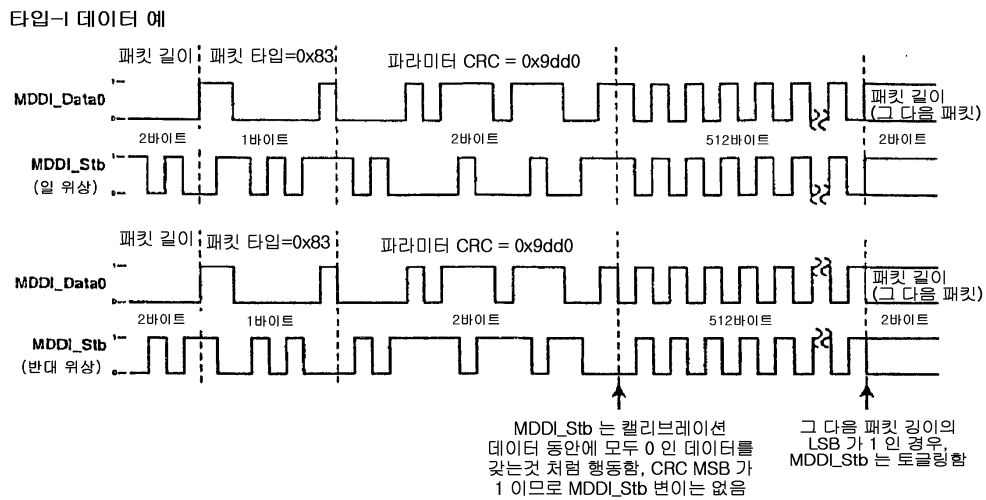 타입-I 데이터 예
패킷 길이 패킷 타입=0x83 파라미터 CRC = 0x9dd0
MDDI_Data0
1
0
패킷 길이
(그 다음 패킷)
2바이트 1바이트 2바이트 512바이트 2바이트
MDDI_Stb
(일 위상)
1
0
패킷 길이 패킷 타입=0x83 파라미터 CRC = 0x9dd0
MDDI_Data0
1
0
패킷 길이
(그 다음 패킷)
2바이트 1바이트 2바이트 512바이트 2바이트
MDDI_Stb
(반대 위상)
1
0
MDDI_Stb 는 캘리브레이션
데이터 동안에 모두 0 인 데이터를
갖는것 처럼 행동함, CRC MSB 가
1 이므로 MDDI_Stb 변이는 없음
그 다음 패킷 깅이의
LSB 가 1 인 경우,
MDDI_Stb 는 토글링함